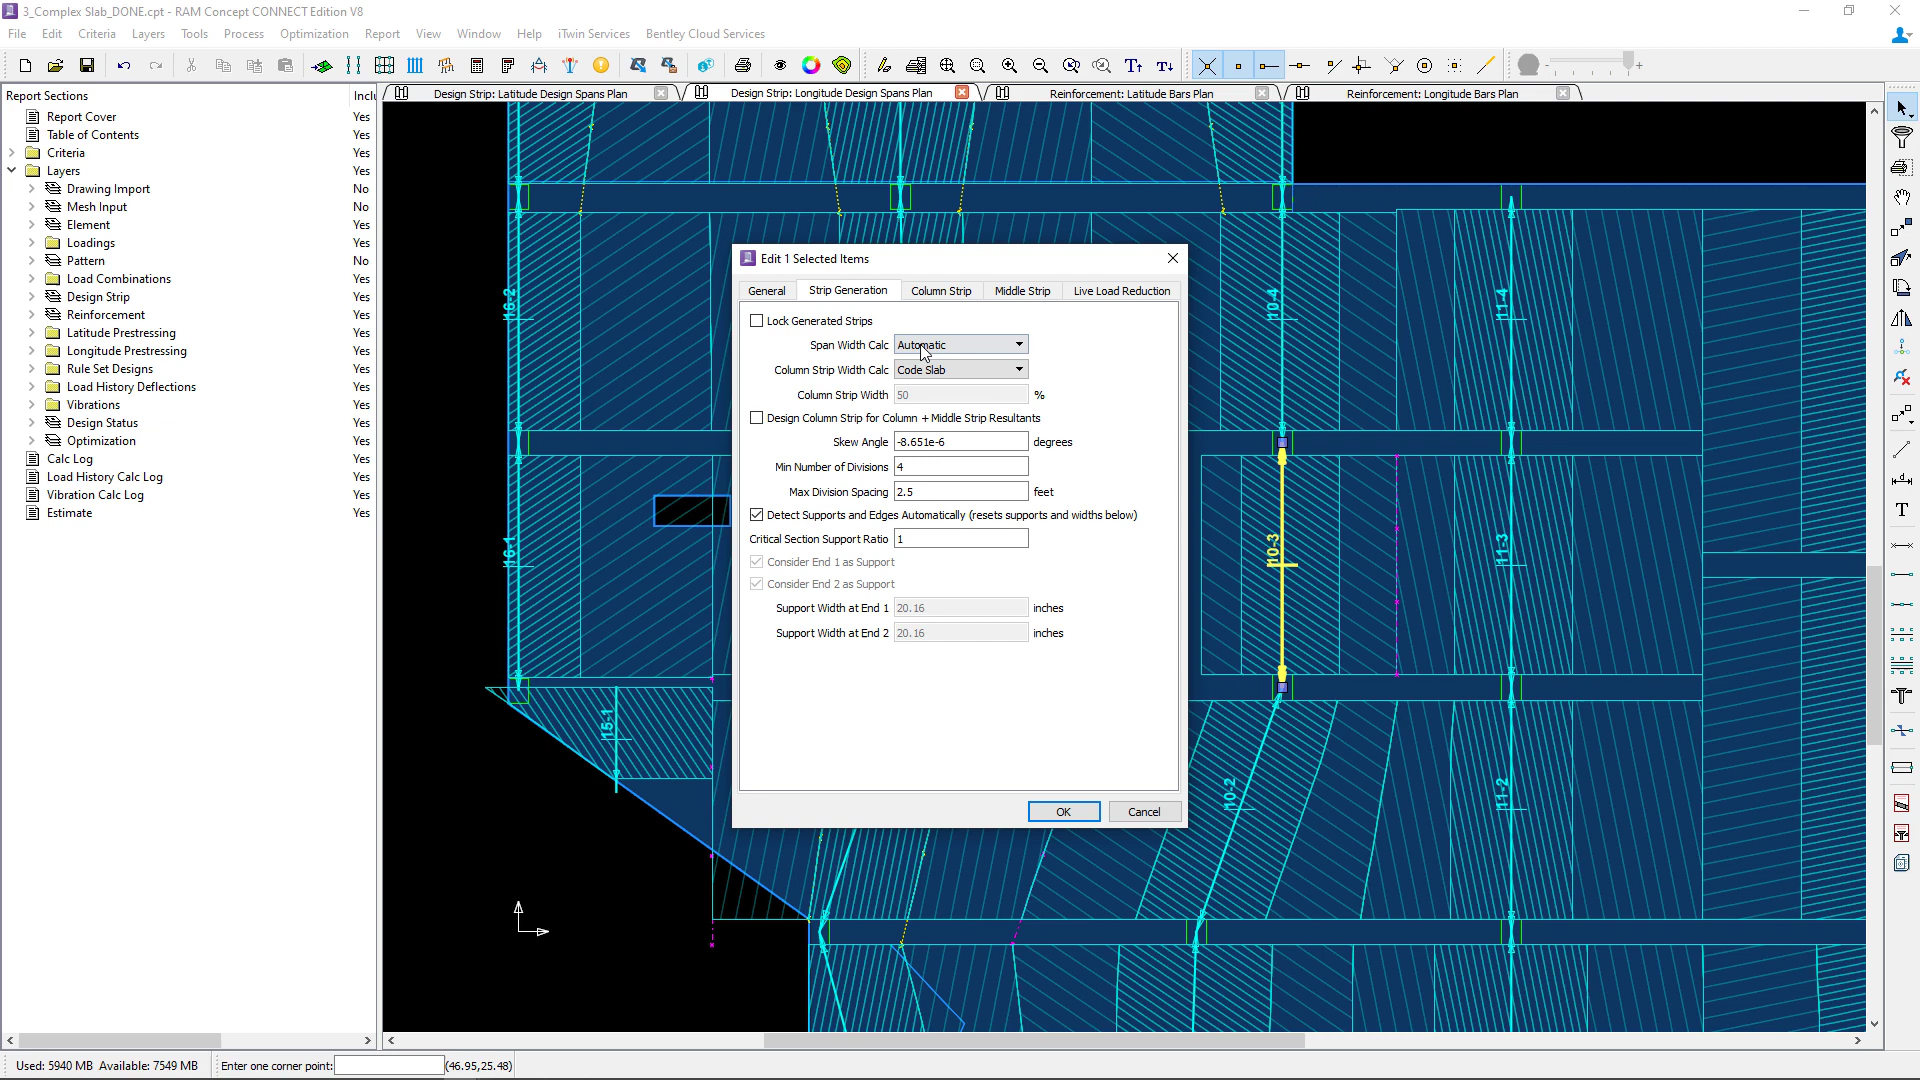 3_Complex Slab_DONE.cpt - RAM Concept CONNECT Edition V8
File Edit Criteria Layers Tools Process Optimization Report View Window Help iTwin Services Bentley Cloud Services
Report Sections Inclu
Design Strip: Latitude Design Spans Plan
Design Strip: Longitude Design Spans Plan
Reinforcement: Latitude Bars Plan
Reinforcement: Longitude Bars Plan
Report Cover Yes
Table of Contents Yes
Criteria Yes
Layers Yes
Drawing Import No
Mesh Input No
Element Yes
Loadings Yes
Pattern No
Load Combinations Yes
Design Strip Yes
Reinforcement Yes
Latitude Prestressing Yes
Longitude Prestressing Yes
Rule Set Designs Yes
Load History Deflections Yes
Vibrations Yes
Design Status Yes
Optimization Yes
Calc Log Yes
Load History Calc Log Yes
Vibration Calc Log Yes
Estimate Yes
16-2
10-4
11-4
16-1
10-3
11-3
15-1
10-2
11-2
Edit 1 Selected Items
General Strip Generation Column Strip Middle Strip Live Load Reduction
Lock Generated Strips
Span Width Calc Automatic
Column Strip Width Calc Code Slab
Column Strip Width 50 %
Design Column Strip for Column + Middle Strip Resultants
Skew Angle -8.651e-6 degrees
Min Number of Divisions 4
Max Division Spacing 2.5 feet
Detect Supports and Edges Automatically (resets supports and widths below)
Critical Section Support Ratio 1
Consider End 1 as Support
Consider End 2 as Support
Support Width at End 1 20.16 inches
Support Width at End 2 20.16 inches
OK Cancel
Used: 5940 MB Available: 7549 MB Enter one corner point: (46.95,25.48)